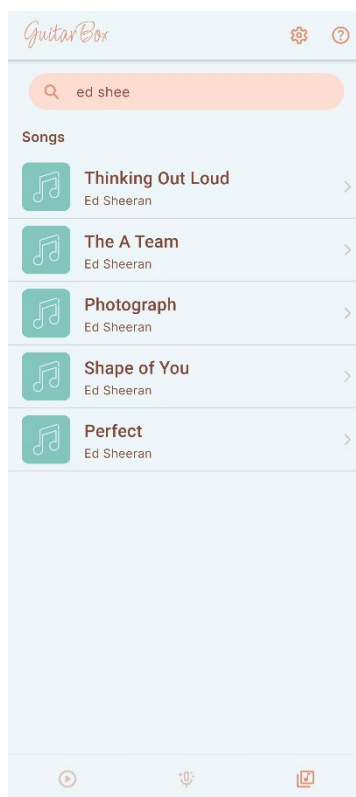 GuitarBox
ed shee
Songs
Thinking Out Loud
Ed Sheeran
The A Team
Ed Sheeran
Photograph
Ed Sheeran
Shape of You
Ed Sheeran
Perfect
Ed Sheeran